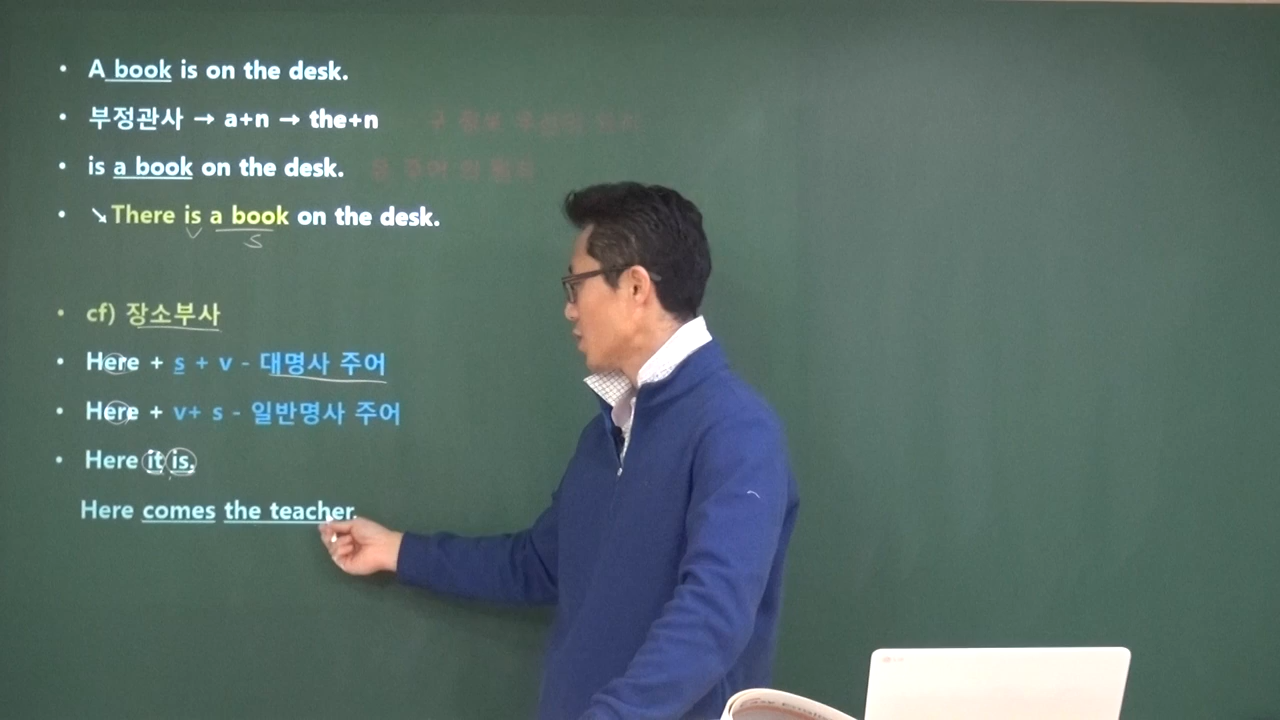 • A book is on the desk.
• 부정관사 → a+n → the+n
• is a book on the desk.
• ↘There is a book on the desk.
v s
• cf) 장소부사
• Here + s + v - 대명사 주어
• Here + v+ s - 일반명사 주어
• Here it is.
Here comes the teacher.